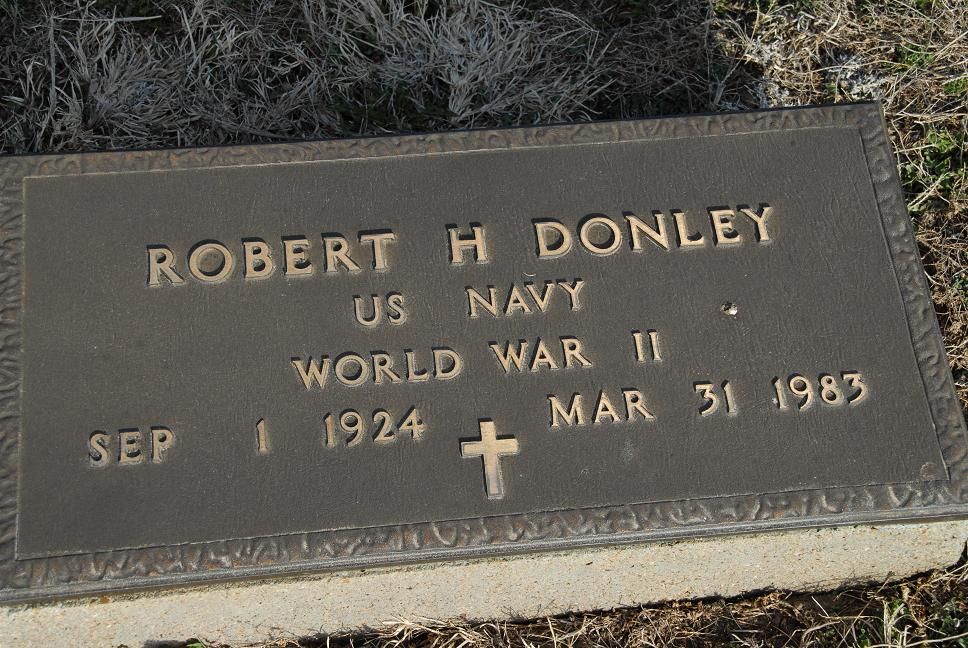 ROBERT H DONLEY
US NAVY
WORLD WAR II
SEP 1 1924 MAR 31 1983